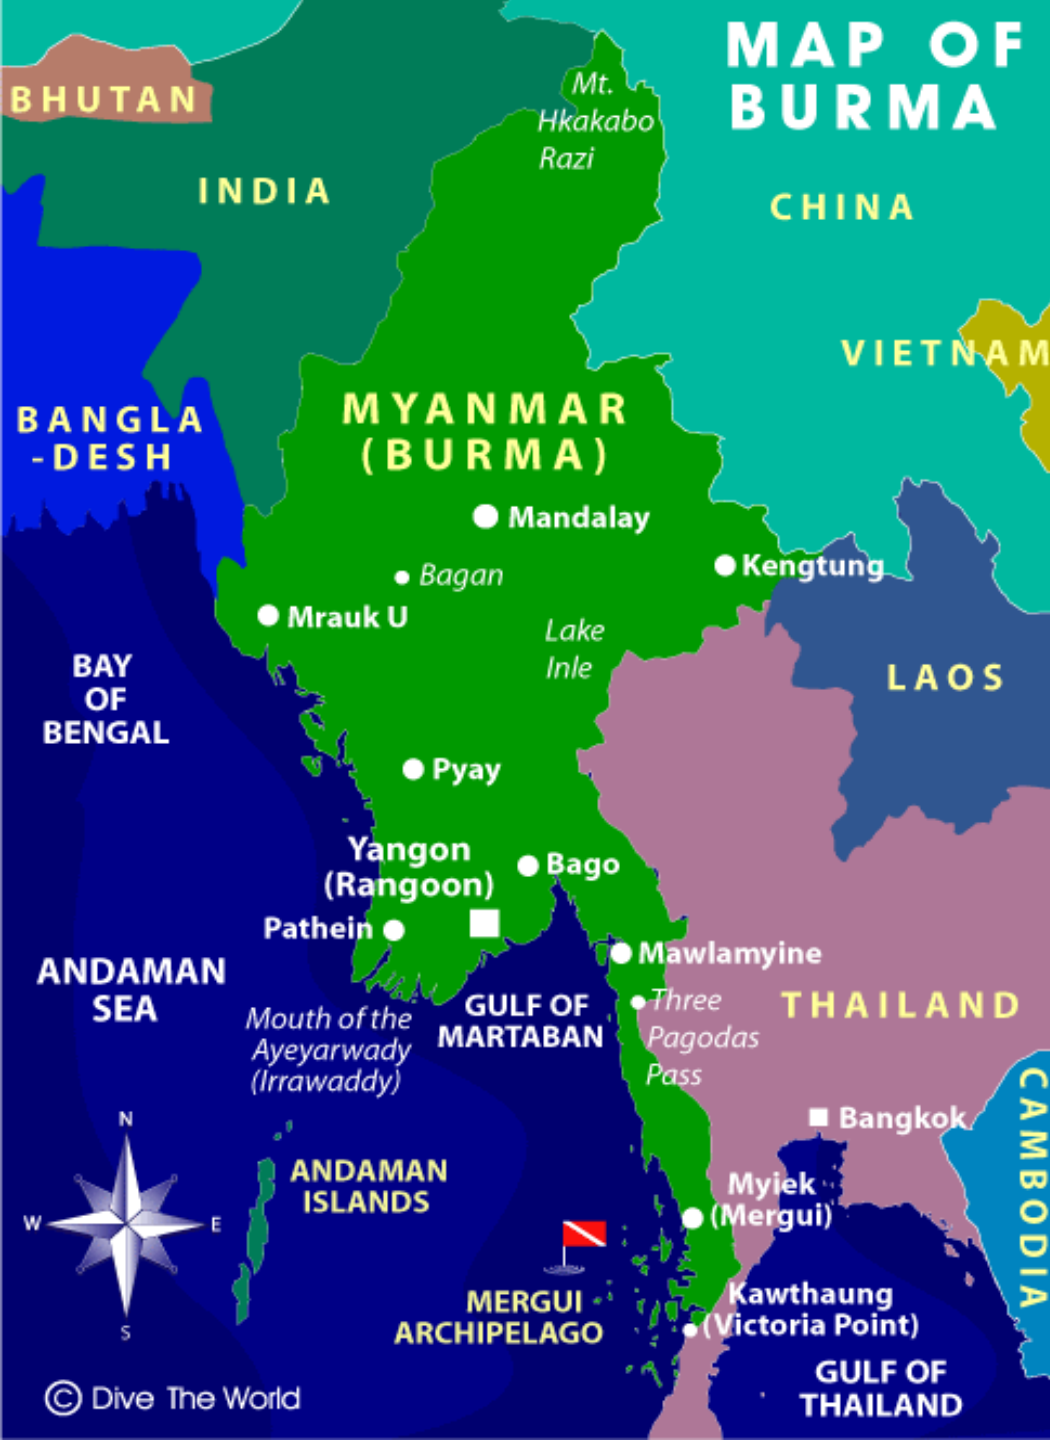 MAP OF
BURMA
Mt.
Hkakabo
Razi
BHUTAN
INDIA
CHINA
VIETNAM
BANGLA
-DESH
MYANMAR
(BURMA)
Mandalay
Kengtung
Bagan
Mrauk U
Lake
Inle
BAY
OF
BENGAL
LAOS
Pyay
Yangon
(Rangoon)
Bago
Pathein
Mawlamyine
ANDAMAN
SEA
GULF OF
MARTABAN
Three
Pagodas
Pass
THAILAND
Mouth of the
Ayeyarwady
(Irrawaddy)
CAMBODIA
Bangkok
N
W
E
S
ANDAMAN
ISLANDS
Myiek
(Mergui)
MERGUI
ARCHIPELAGO
Kawthaung
(Victoria Point)
GULF OF
THAILAND
© Dive The World